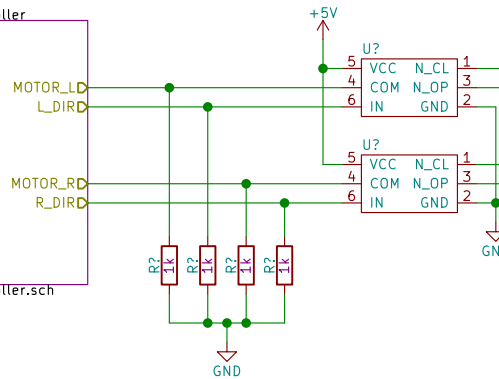 ller
+5V
U?
5 VCC N_CL 1
MOTOR_L 4 COM N_OP 3
L_DIR 6 IN GND 2
U?
5 VCC N_CL 1
MOTOR_R 4 COM N_OP 3
R_DIR 6 IN GND 2
GN
R? 1k R? 1k R? 1k R? 1k
ller.sch
GND